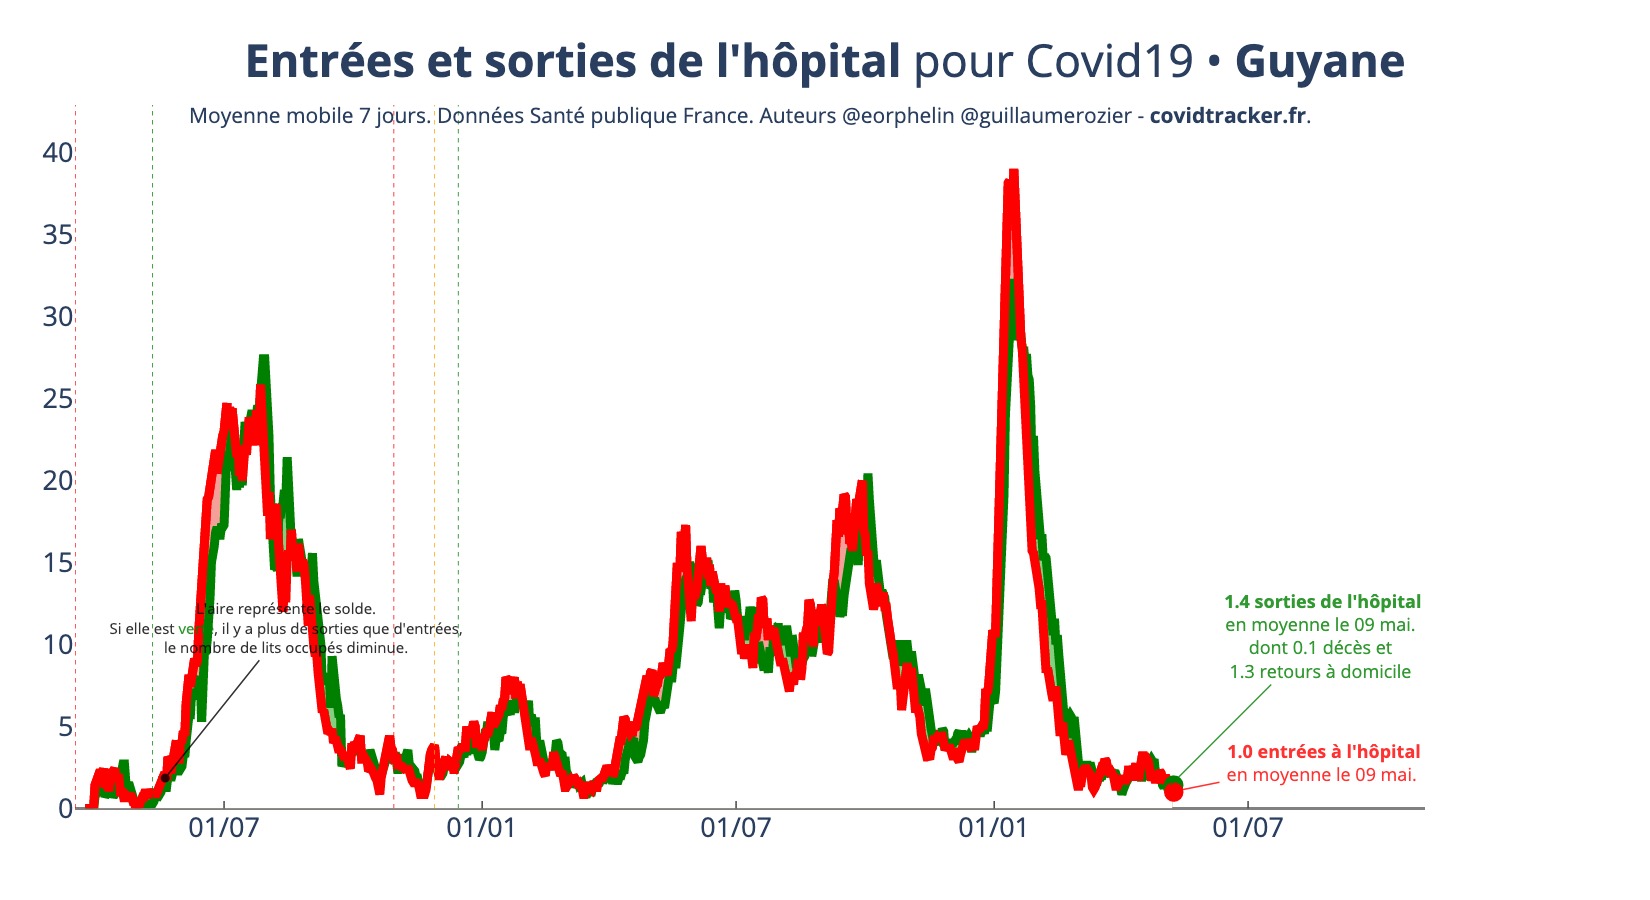 Entrées et sorties de l'hôpital pour Covid19 • Guyane
Moyenne mobile 7 jours. Données Santé publique France. Auteurs @eorphelin @guillaumerozier - covidtracker.fr.
40
35
30
25
20
15
10
5
0
L'aire représente le solde.
Si elle est verte, il y a plus de sorties que d'entrées,
le nombre de lits occupés diminue.
1.4 sorties de l'hôpital
en moyenne le 09 mai.
dont 0.1 décès et
1.3 retours à domicile
1.0 entrées à l'hôpital
en moyenne le 09 mai.
01/07
01/01
01/07
01/01
01/07